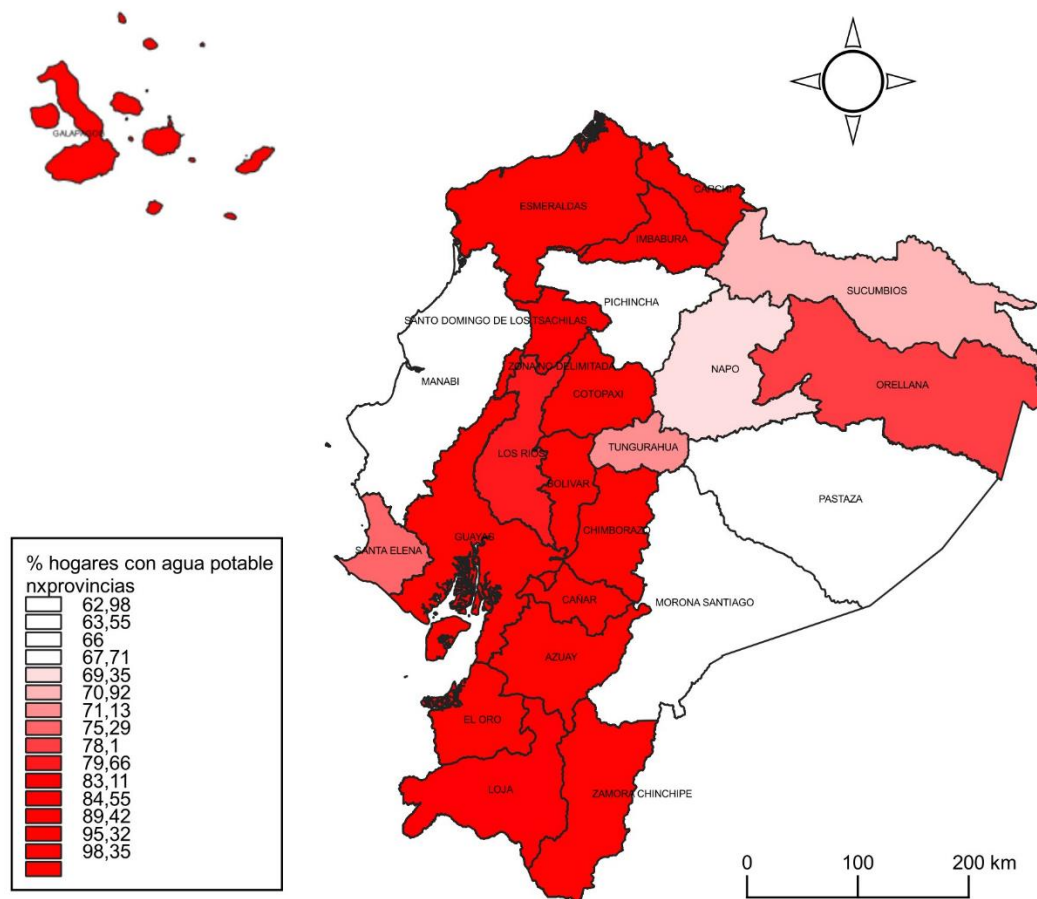 GALAPAGOS
ESMERALDAS
CARCHI
IMBABURA
SUCUMBIOS
PICHINCHA
SANTO DOMINGO DE LOS TSACHILAS
ZONA NO DELIMITADA
NAPO
MANABI
ORELLANA
COTOPAXI
TUNGURAHUA
LOS RIOS
BOLIVAR
PASTAZA
CHIMBORAZO
GUAYAS
SANTA ELENA
CAÑAR
MORONA SANTIAGO
AZUAY
EL ORO
LOJA
ZAMORA CHINCHIPE
% hogares con agua potable
nxprovincias
62,98
63,55
66
67,71
69,35
70,92
71,13
75,29
78,1
79,66
83,11
84,55
89,42
95,32
98,35
0 100 200 km